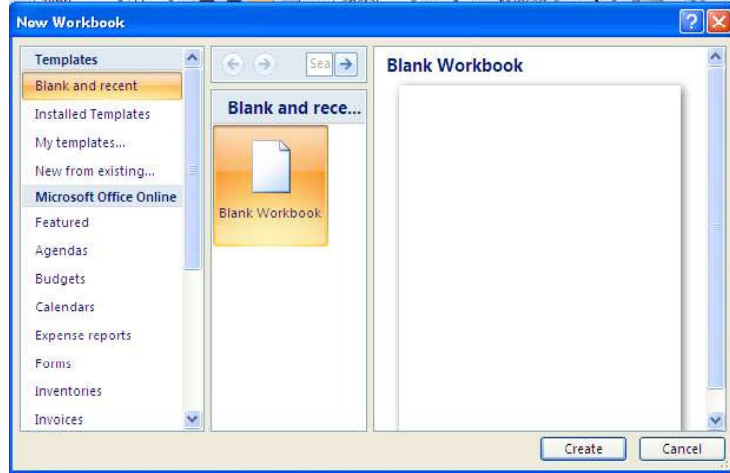 New Workbook
Templates
Blank and recent
Installed Templates
My templates...
New from existing...
Microsoft Office Online
Featured
Agendas
Budgets
Calendars
Expense reports
Forms
Inventories
Invoices
Sea
Blank and rece...
Blank Workbook
Blank Workbook
Create
Cancel